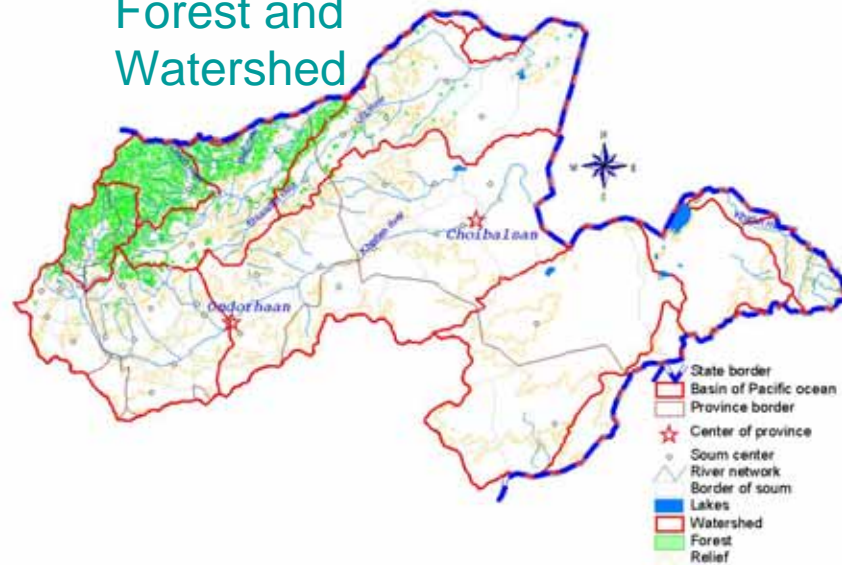 Forest and
Watershed
N
W
E
S
Choibalsan
Ondorhaan
State border
Basin of Pacific ocean
Province border
Center of province
Soum center
River network
Border of soum
Lakes
Watershed
Forest
Relief